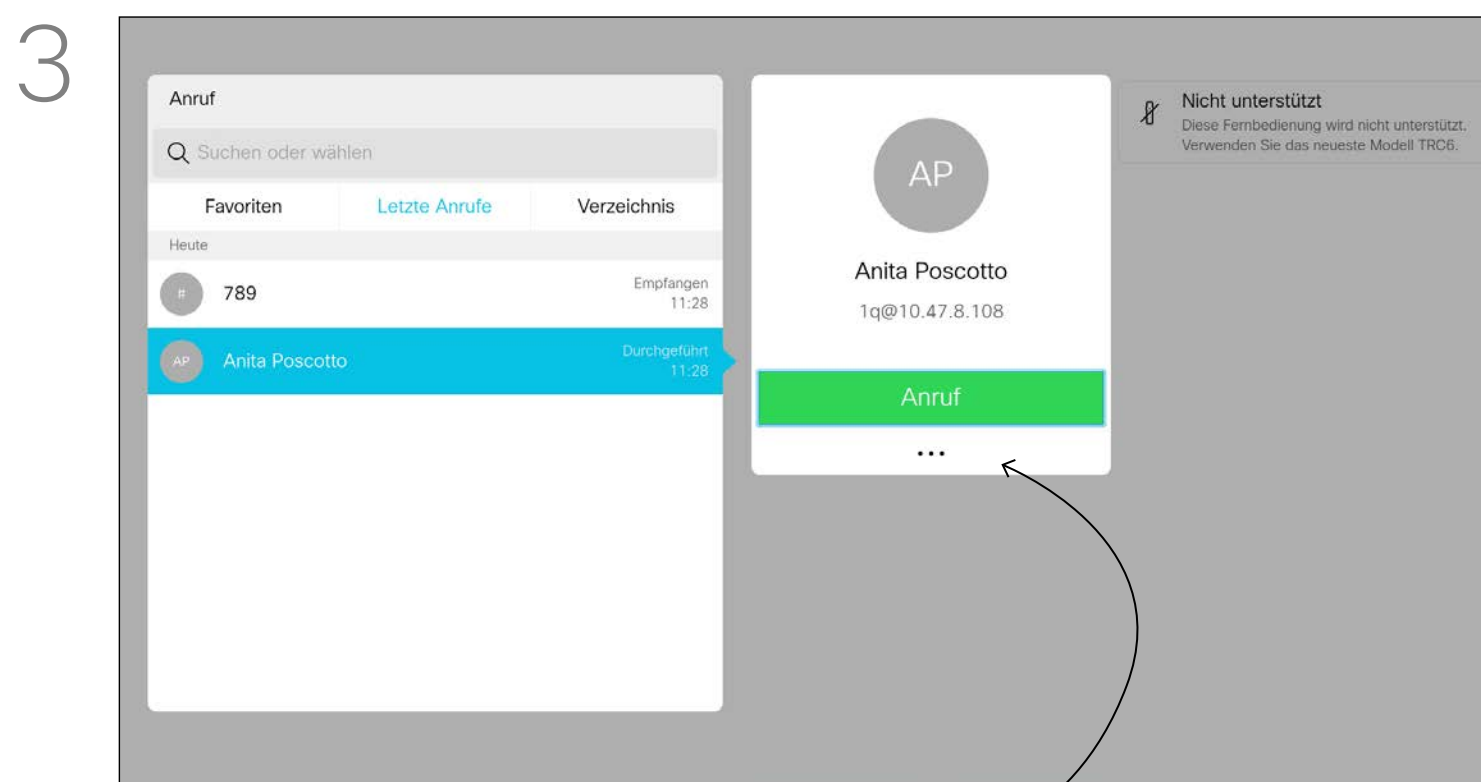 3
Anruf
Suchen oder wählen
Favoriten Letzte Anrufe Verzeichnis
Heute
# 789 Empfangen
11:28
AP Anita Poscotto Durchgeführt
11:28
AP
Anita Poscotto
1q@10.47.8.108
Anruf
...
Nicht unterstützt
Diese Fernbedienung wird nicht unterstützt.
Verwenden Sie das neueste Modell TRC6.